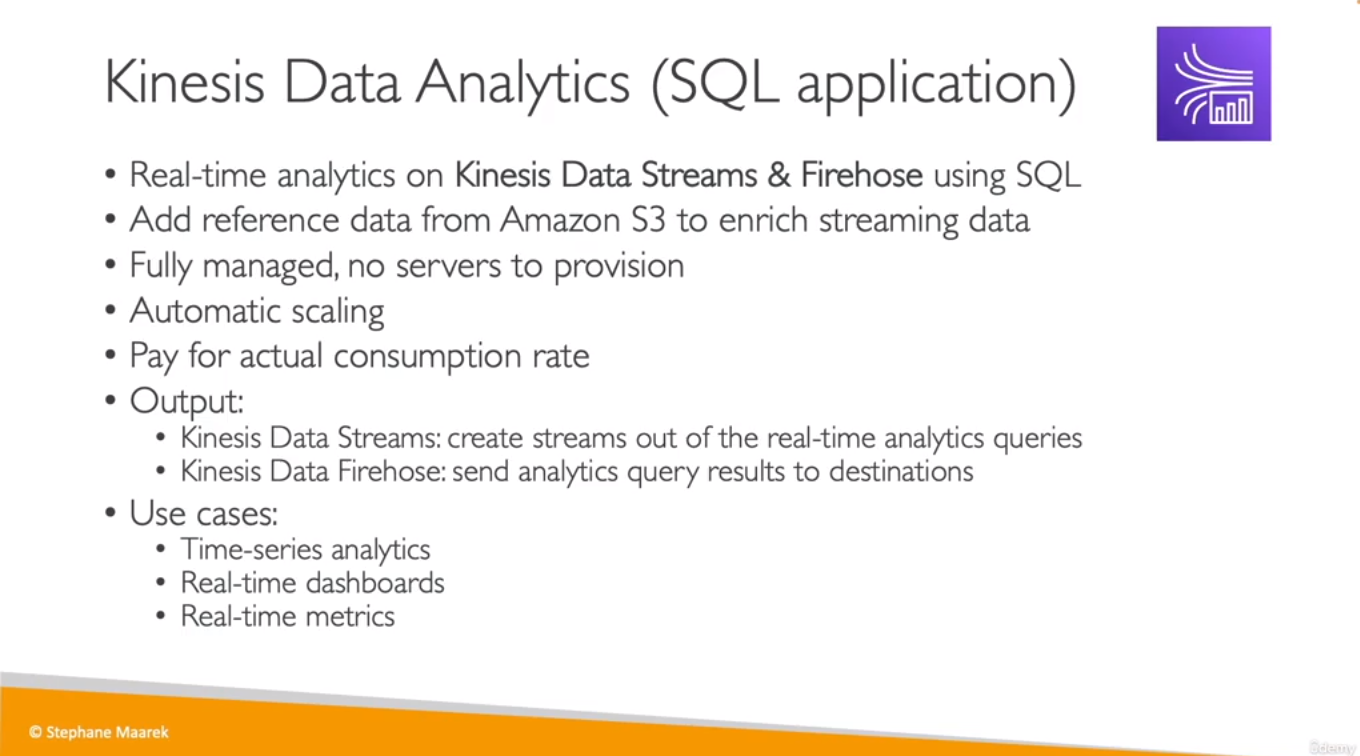 Kinesis Data Analytics (SQL application)
• Real-time analytics on Kinesis Data Streams & Firehose using SQL
• Add reference data from Amazon S3 to enrich streaming data
• Fully managed, no servers to provision
• Automatic scaling
• Pay for actual consumption rate
• Output:
• Kinesis Data Streams: create streams out of the real-time analytics queries
• Kinesis Data Firehose: send analytics query results to destinations
• Use cases:
• Time-series analytics
• Real-time dashboards
• Real-time metrics
© Stephane Maarek